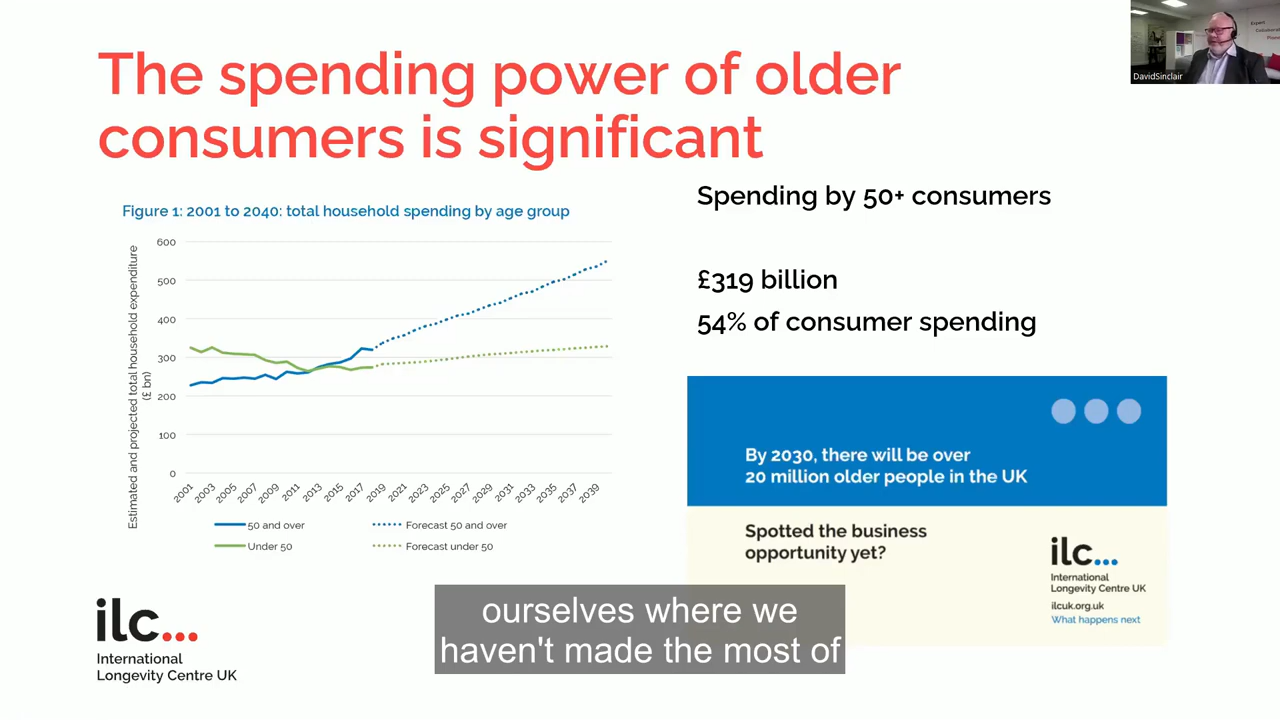 The spending power of older
consumers is significant
DavidSinclair
Figure 1: 2001 to 2040: total household spending by age group
Estimated and projected total household expenditure
(£ bn)
600
500
400
300
200
100
0
2001
2003
2005
2007
2009
2011
2013
2015
2017
2019
2021
2023
2025
2027
2029
2031
2033
2035
2037
2039
50 and over
Forecast 50 and over
Under 50
Forecast under 50
Spending by 50+ consumers
£319 billion
54% of consumer spending
By 2030, there will be over
20 million older people in the UK
Spotted the business
opportunity yet?
ilc...
International
Longevity Centre UK
ilcuk.org.uk
What happens next
ilc...
International
Longevity Centre UK
ourselves where we
haven't made the most of